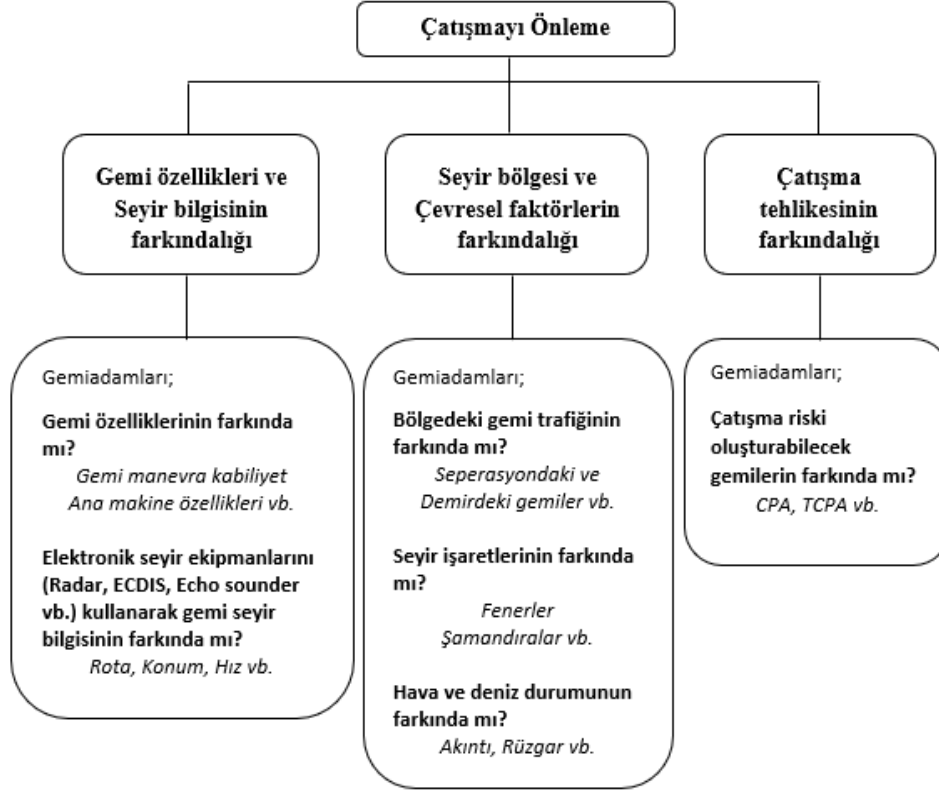 Çatışmayı Önleme
Gemi özellikleri ve
Seyir bilgisinin
farkındalığı
Seyir bölgesi ve
Çevresel faktörlerin
farkındalığı
Çatışma
tehlikesinin
farkındalığı
Gemiadamları;
Gemi özelliklerinin farkında
mı?
Gemi manevra kabiliyet
Ana makine özellikleri vb.
Elektronik seyir ekipmanlarını
(Radar, ECDIS, Echo sounder
vb.) kullanarak gemi seyir
bilgisinin farkında mı?
Rota, Konum, Hız vb.
Gemiadamları;
Bölgedeki gemi trafiğinin
farkında mı?
Seperasyondaki ve
Demirdeki gemiler vb.
Seyir işaretlerinin farkında
mı?
Fenerler
Şamandıralar vb.
Hava ve deniz durumunun
farkında mı?
Akıntı, Rüzgar vb.
Gemiadamları;
Çatışma riski
oluşturabilecek
gemilerin farkında mı?
CPA, TCPA vb.